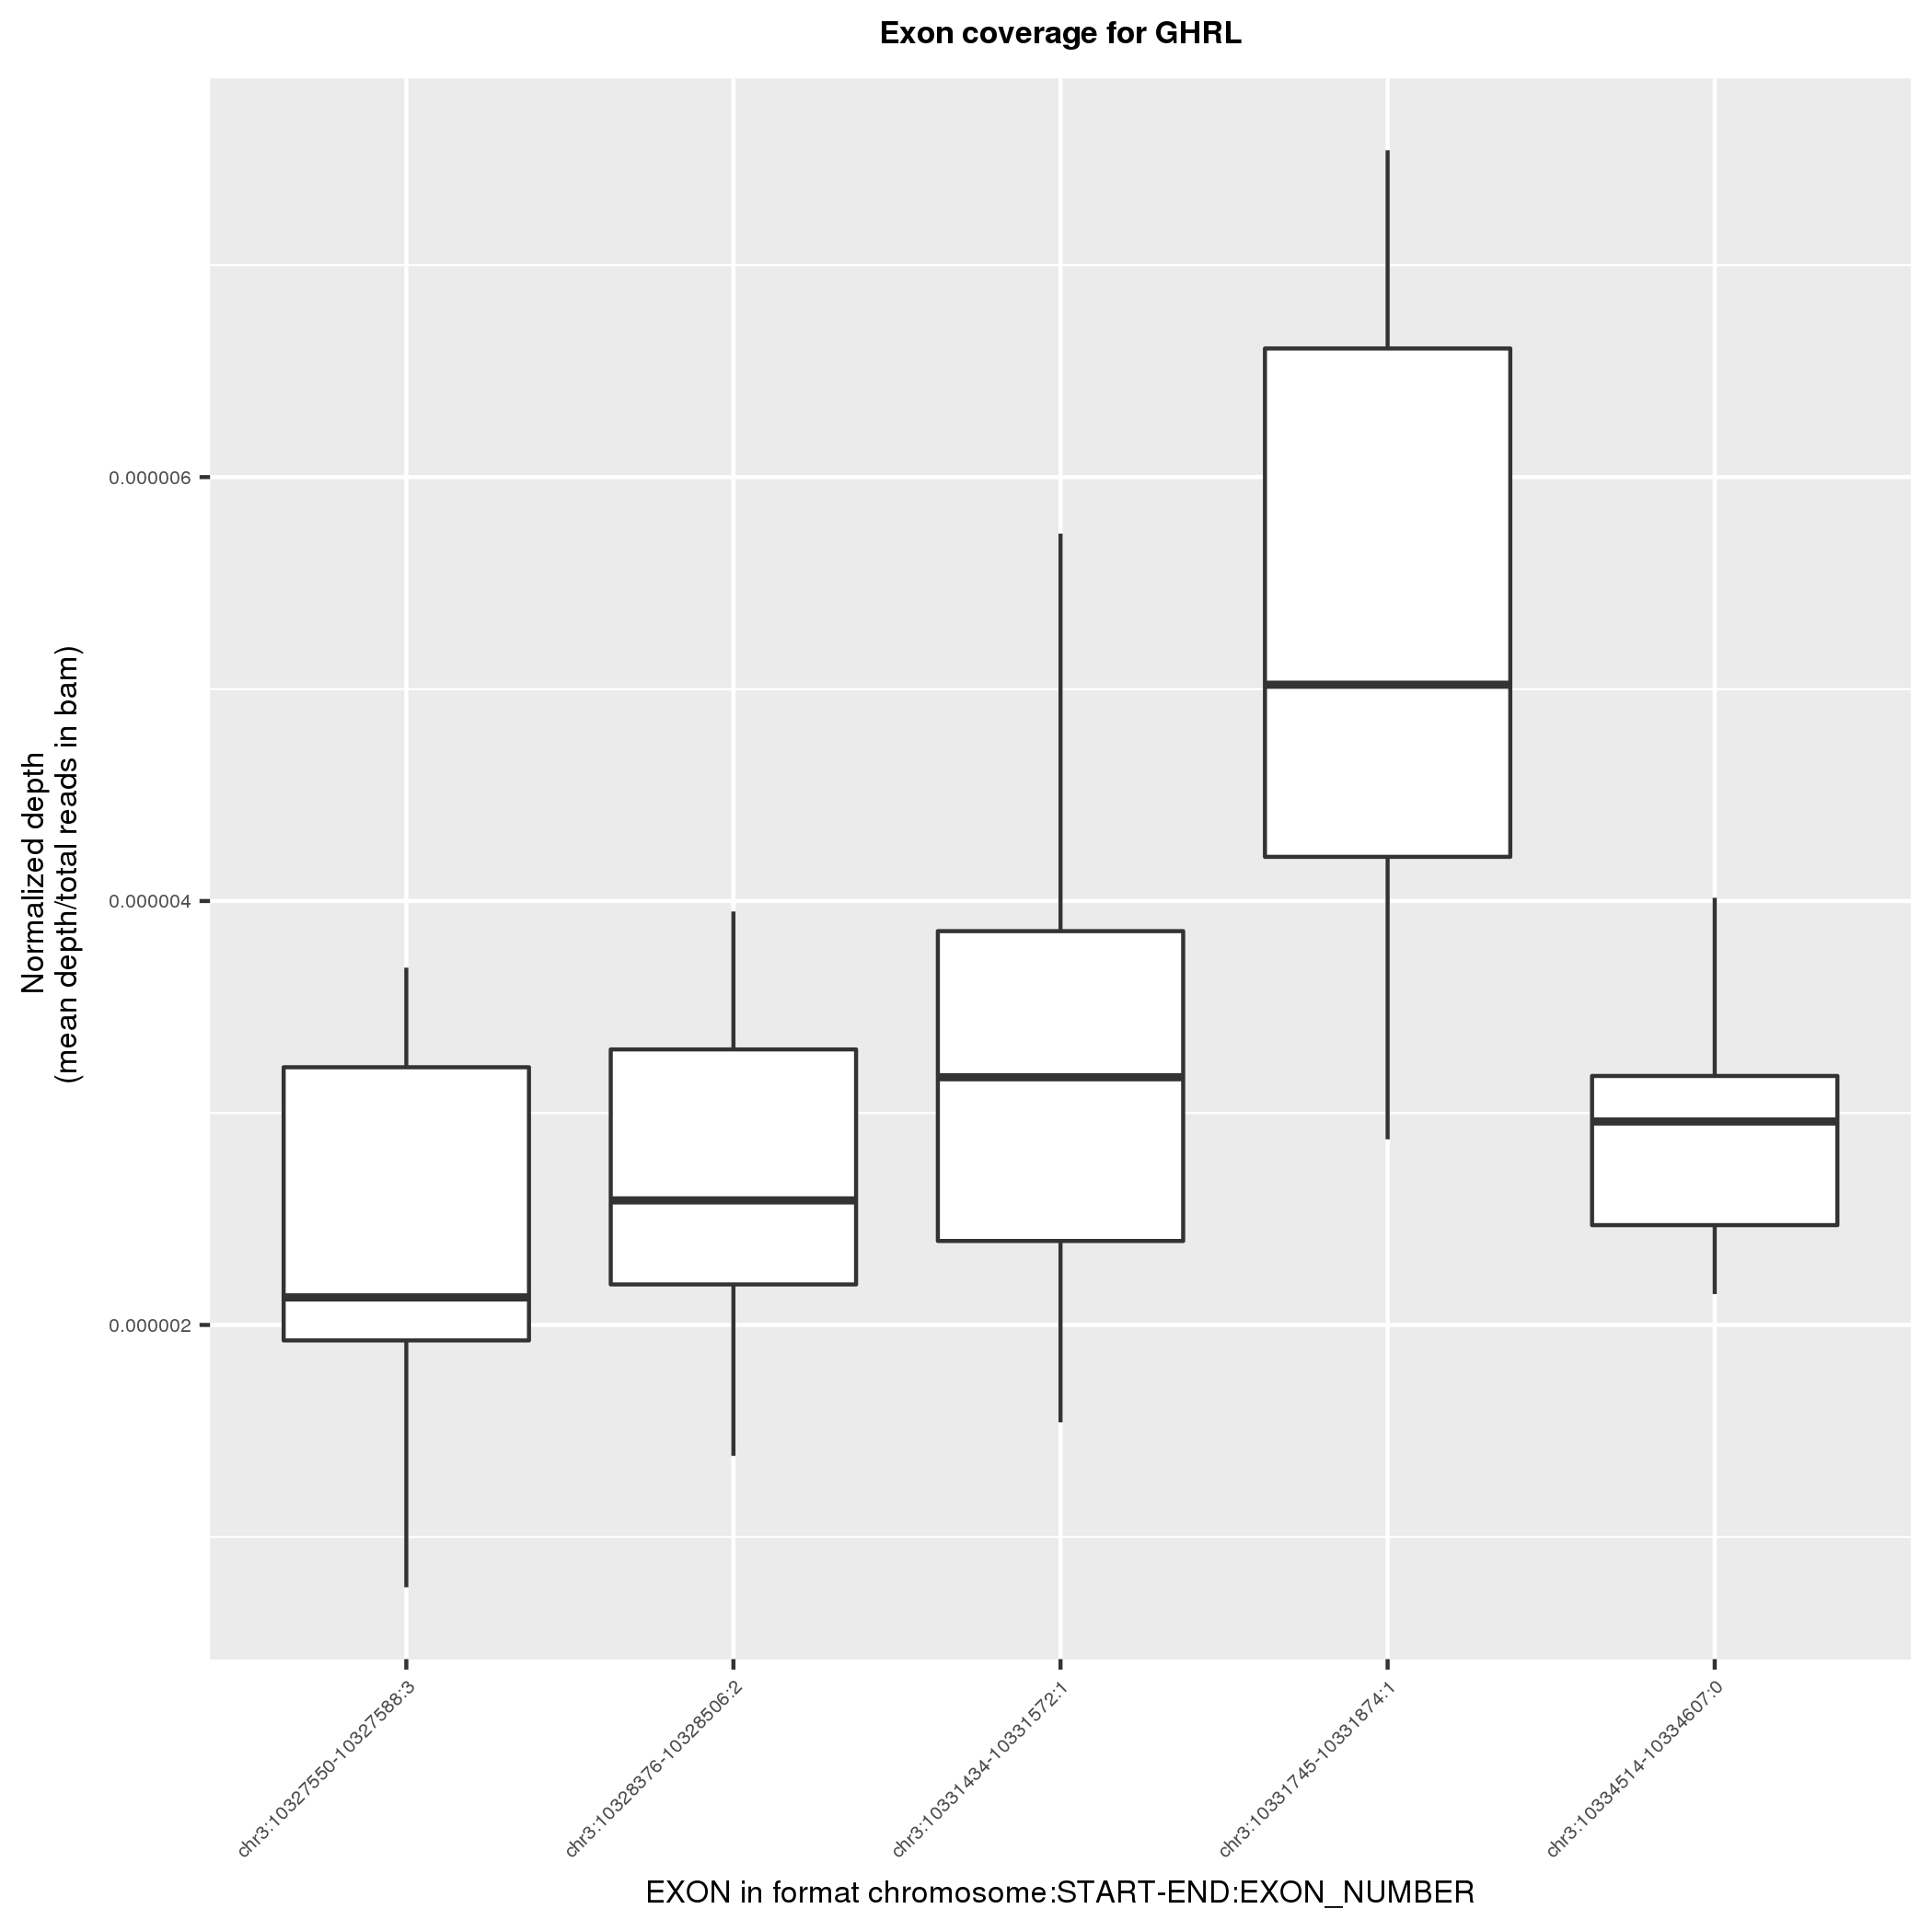 Exon coverage for GHRL
Normalized depth
(mean depth/total reads in bam)
0.000006
0.000004
0.000002
chr3:10327550-10327588:3
chr3:10328376-10328506:2
chr3:10331434-10331572:1
chr3:10331745-10331874:1
chr3:10334514-10334607:0
EXON in format chromosome:START-END:EXON_NUMBER